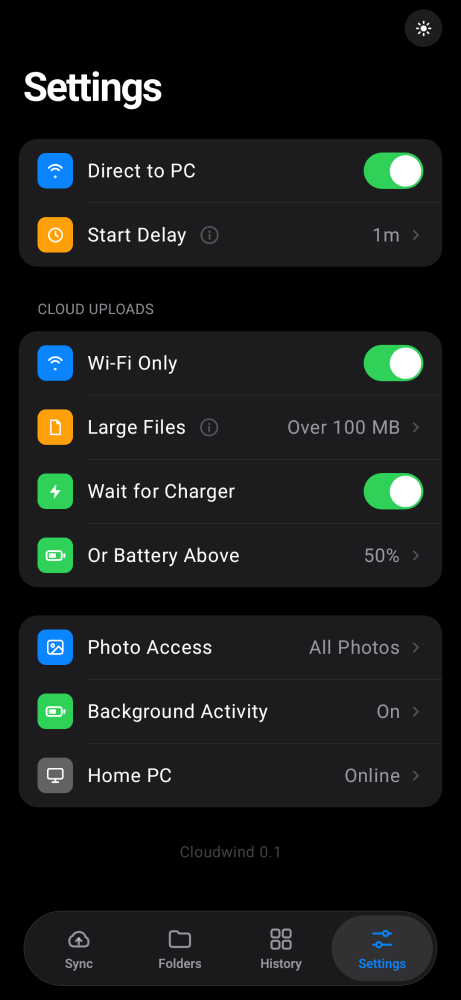 Settings
Direct to PC
Start Delay 1m
CLOUD UPLOADS
Wi-Fi Only
Large Files Over 100 MB
Wait for Charger
Or Battery Above 50%
Photo Access All Photos
Background Activity On
Home PC Online
Cloudwind 0.1
Sync Folders History Settings